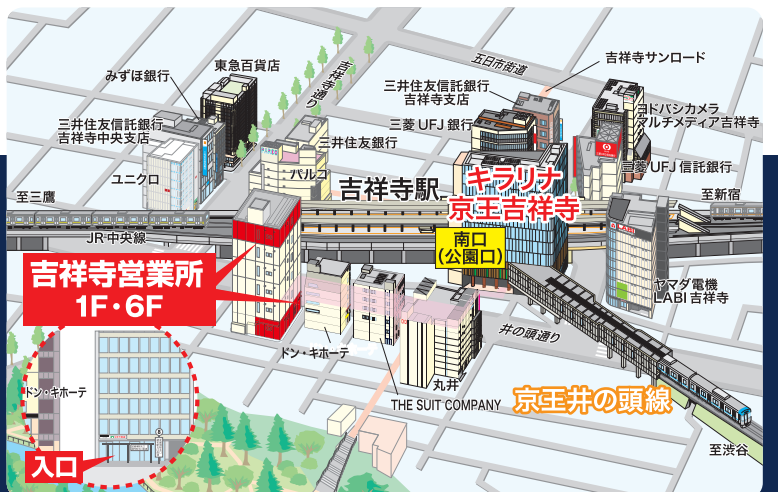 五日市街道
吉祥寺サンロード
東急百貨店
吉祥寺通り
みずほ銀行
三井住友信託銀行
吉祥寺支店
ヨドバシカメラ
マルチメディア吉祥寺
三菱UFJ銀行
三井住友信託銀行
吉祥寺中央支店
三井住友銀行
三菱UFJ信託銀行
ユニクロ
パルコ
キラリナ
京王吉祥寺
吉祥寺駅
至三鷹
至新宿
JR中央線
南口
(公園口)
LABI
吉祥寺営業所
1F・6F
ヤマダ電機
LABI吉祥寺
井の頭通り
ドン・キホーテ
丸井
ドン・キホーテ
THE SUIT COMPANY
京王井の頭線
至渋谷
入口